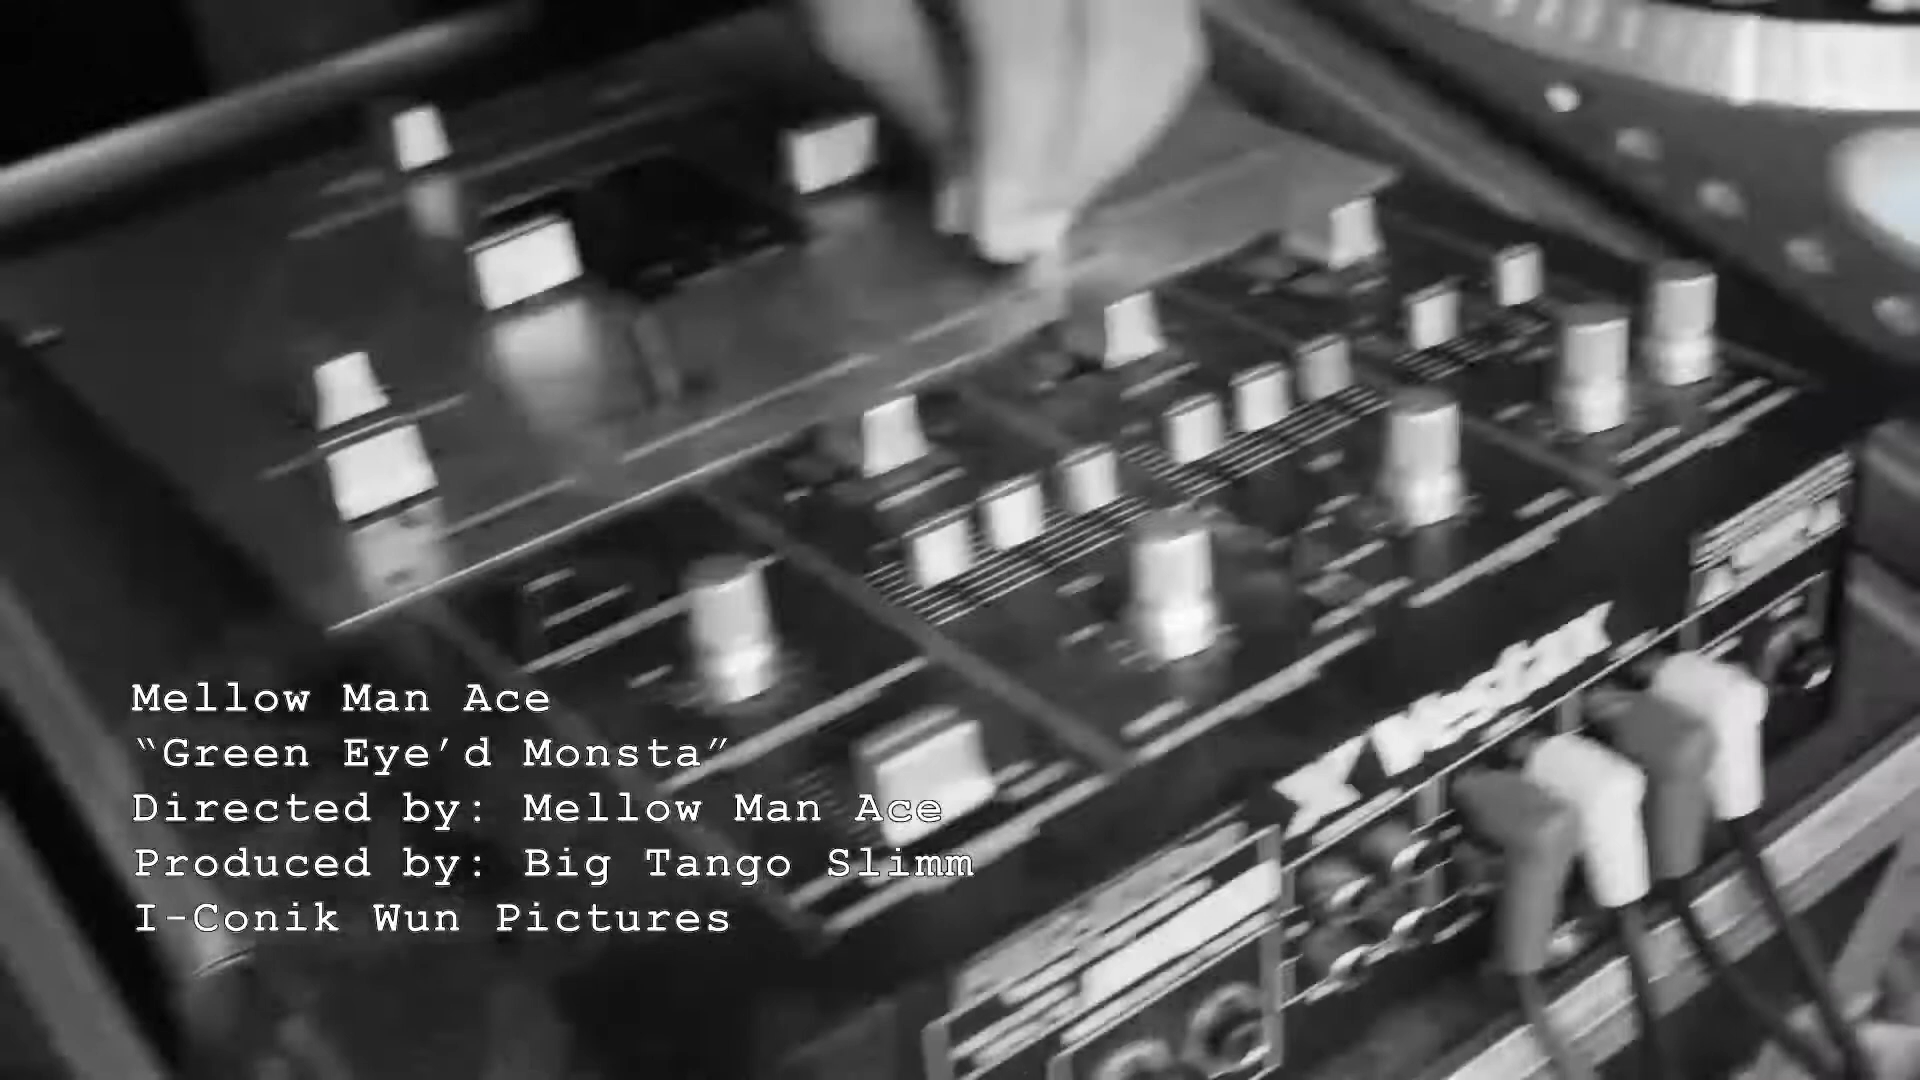 Mellow Man Ace
“Green Eye’d Monsta”
Directed by: Mellow Man Ace
Produced by: Big Tango Slimm
I-Conik Wun Pictures
Vestax